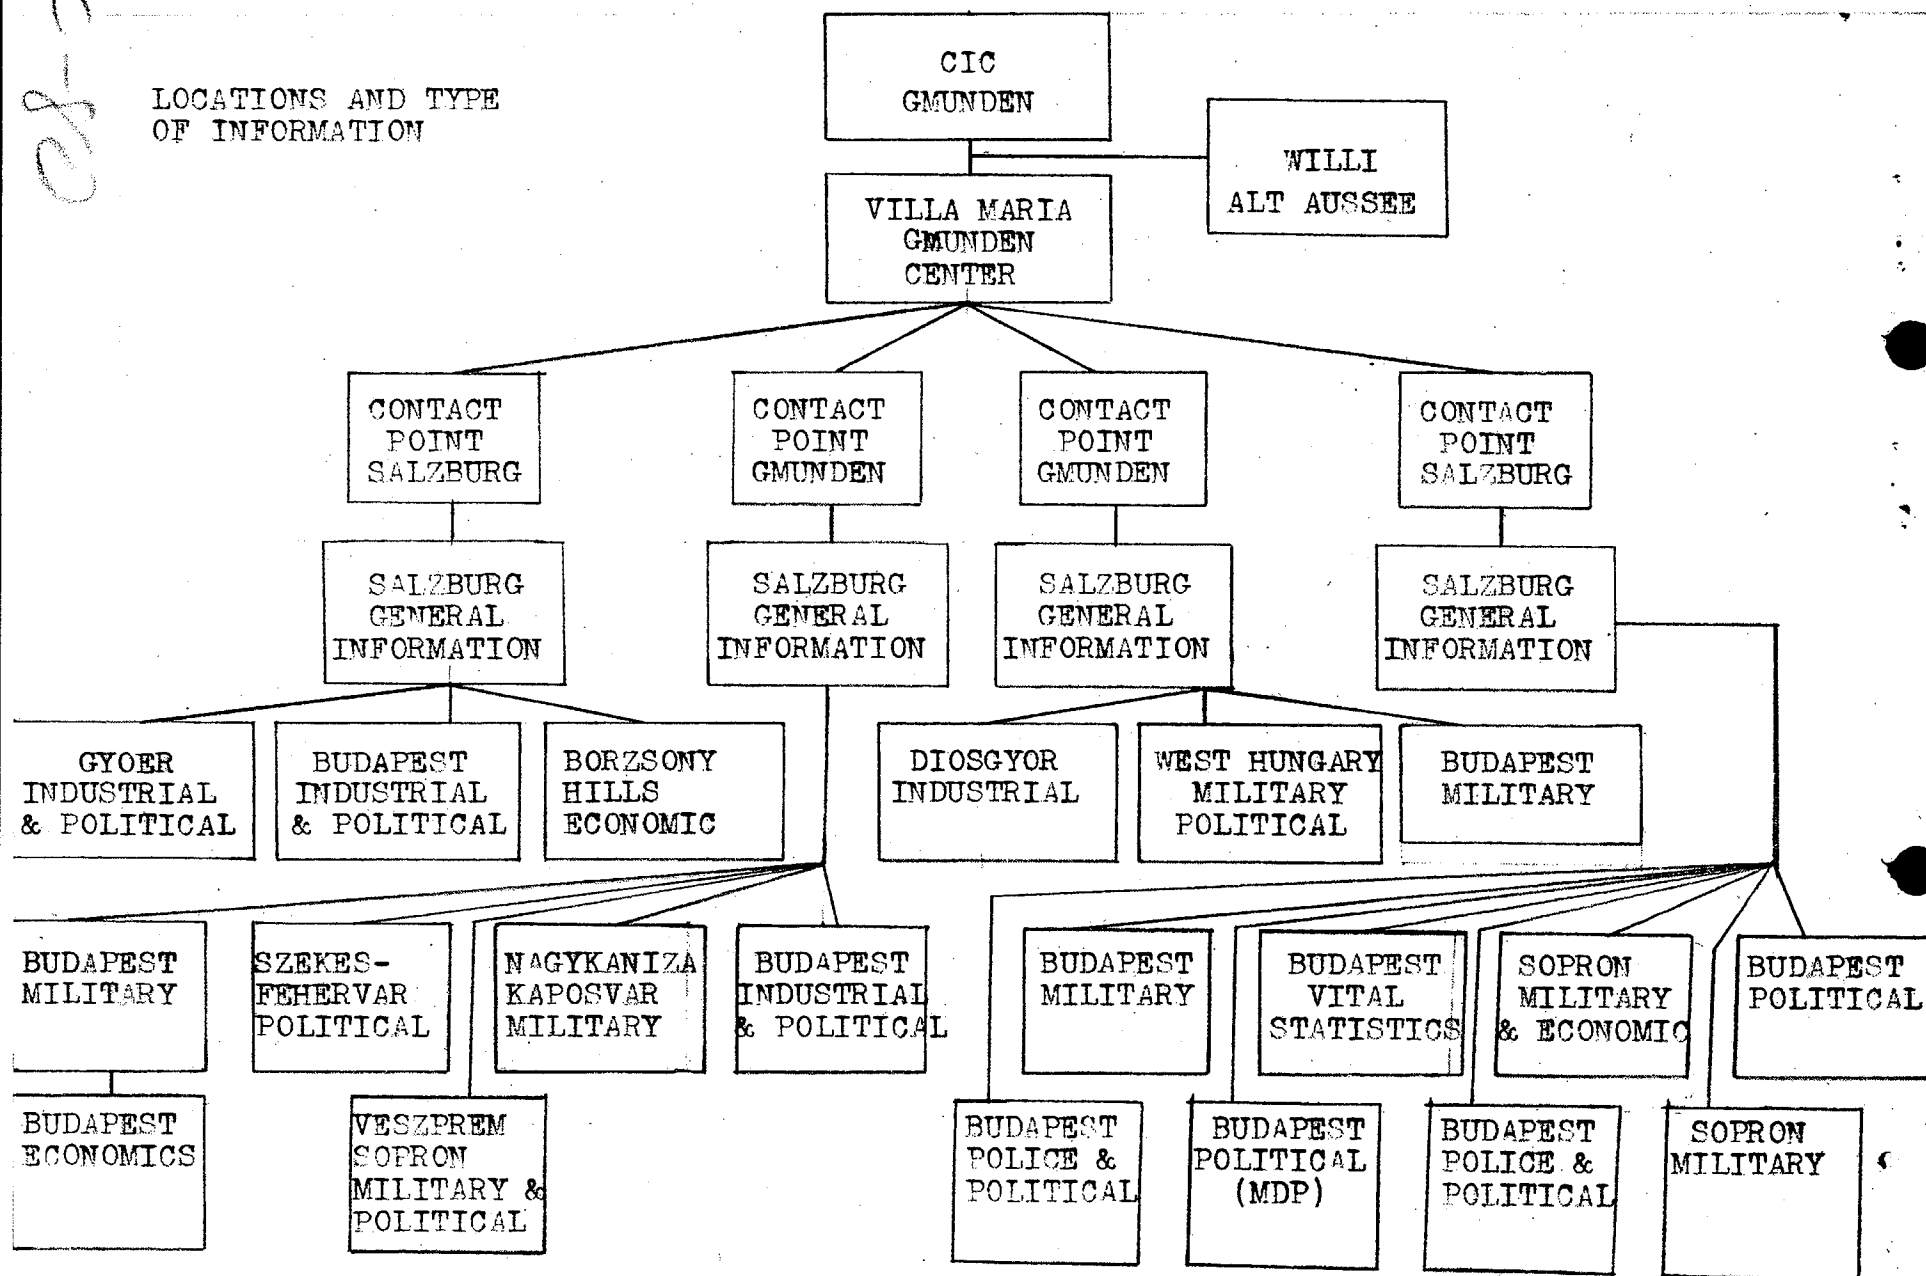 LOCATIONS AND TYPE
OF INFORMATION
CIC
GMUNDEN
WILLI
ALT AUSSEE
VILLA MARIA
GMUNDEN
CENTER
CONTACT
POINT
SALZBURG
CONTACT
POINT
GMUNDEN
CONTACT
POINT
GMUNDEN
CONTACT
POINT
SALZBURG
SALZBURG
GENERAL
INFORMATION
SALZBURG
GENERAL
INFORMATION
SALZBURG
GENERAL
INFORMATION
SALZBURG
GENERAL
INFORMATION
GYOER
INDUSTRIAL
& POLITICAL
BUDAPEST
INDUSTRIAL
& POLITICAL
BORZSONY
HILLS
ECONOMIC
DIOSGYOR
INDUSTRIAL
WEST HUNGARY
MILITARY
POLITICAL
BUDAPEST
MILITARY
BUDAPEST
MILITARY
SZEKES-
FEHERVAR
POLITICAL
NAGYKANIZA
KAPOSVAR
MILITARY
BUDAPEST
INDUSTRIAL
& POLITICAL
BUDAPEST
MILITARY
BUDAPEST
VITAL
STATISTICS
SOPRON
MILITARY
& ECONOMIC
BUDAPEST
POLITICAL
BUDAPEST
ECONOMICS
VESZPREM
SOPRON
MILITARY &
POLITICAL
BUDAPEST
POLICE &
POLITICAL
BUDAPEST
POLITICAL
(MDP)
BUDAPEST
POLICE &
POLITICAL
SOPRON
MILITARY